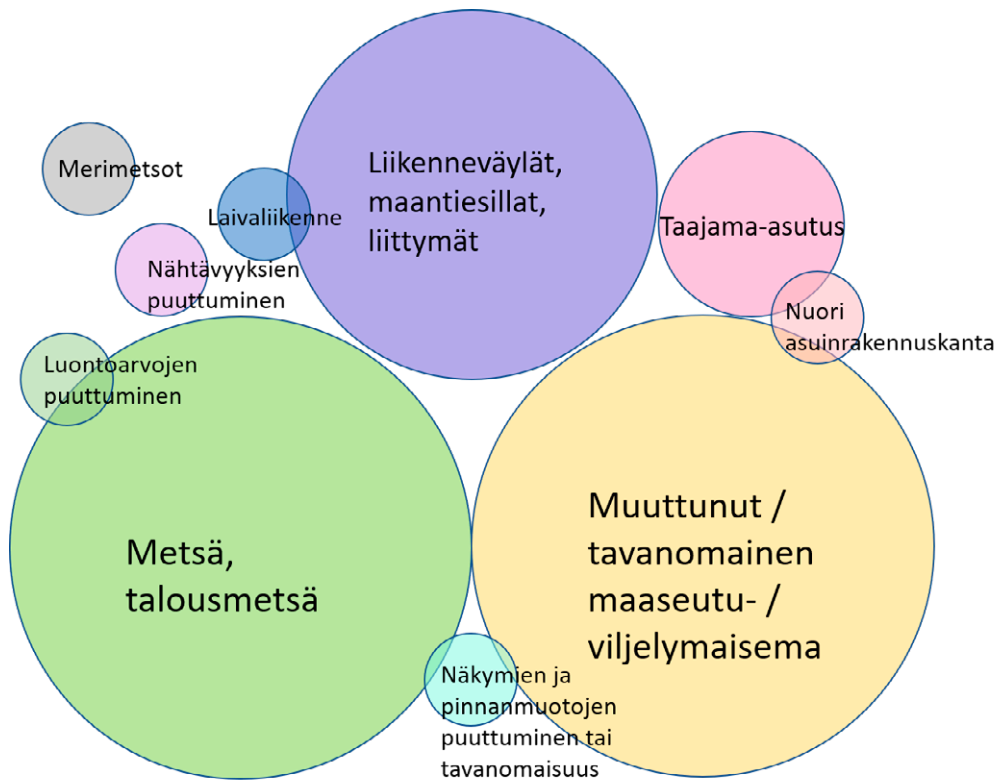 Liikenneväylät,
maantiesillat,
liittymät
Merimetsot
Laivaliikenne
Taajama-asutus
Nähtävyyksien
puuttuminen
Nuori
asuinrakennuskanta
Luontoarvojen
puuttuminen
Metsä,
talousmetsä
Muuttunut /
tavanomainen
maaseutu- /
viljelymaisema
Näkymien ja
pinnanmuotojen
puuttuminen tai
tavanomaisuus